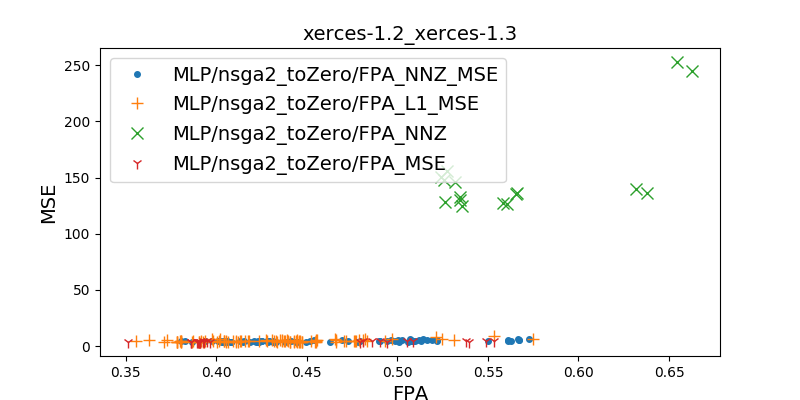 xerces-1.2_xerces-1.3
MLP/nsga2_toZero/FPA_NNZ_MSE
MLP/nsga2_toZero/FPA_L1_MSE
MLP/nsga2_toZero/FPA_NNZ
MLP/nsga2_toZero/FPA_MSE
MSE
250
200
150
100
50
0
0.35 0.40 0.45 0.50 0.55 0.60 0.65
FPA